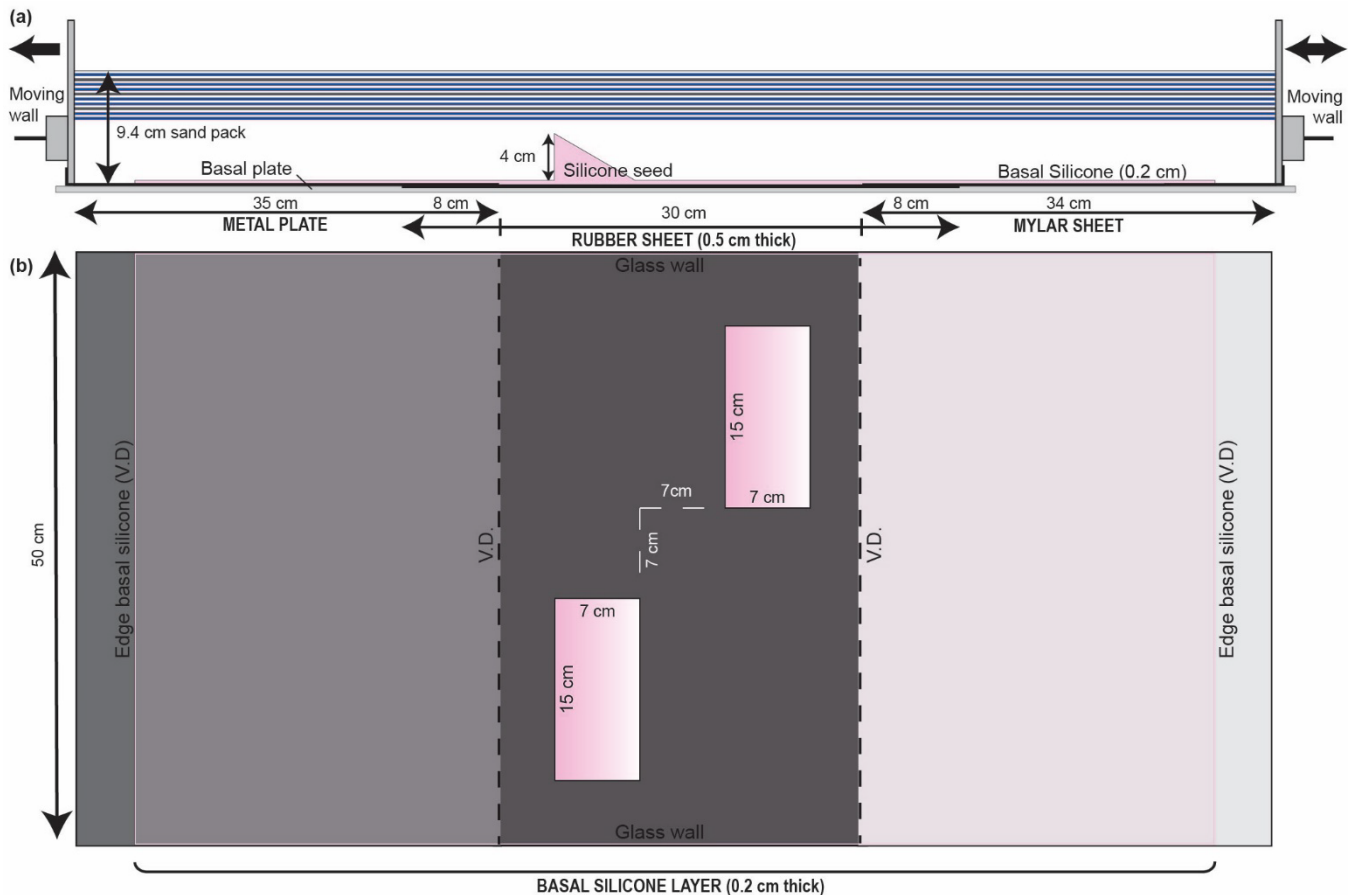 (a)
Moving
wall
Moving
wall
9.4 cm sand pack
4 cm
Silicone seed
Basal plate
Basal Silicone (0.2 cm)
35 cm
8 cm
30 cm
8 cm
34 cm
METAL PLATE
RUBBER SHEET (0.5 cm thick)
MYLAR SHEET
(b)
Glass wall
50 cm
Edge basal silicone (V.D)
V.D.
15 cm
7 cm
7cm
7 cm
7 cm
15 cm
V.D.
Edge basal silicone (V.D)
Glass wall
BASAL SILICONE LAYER (0.2 cm thick)